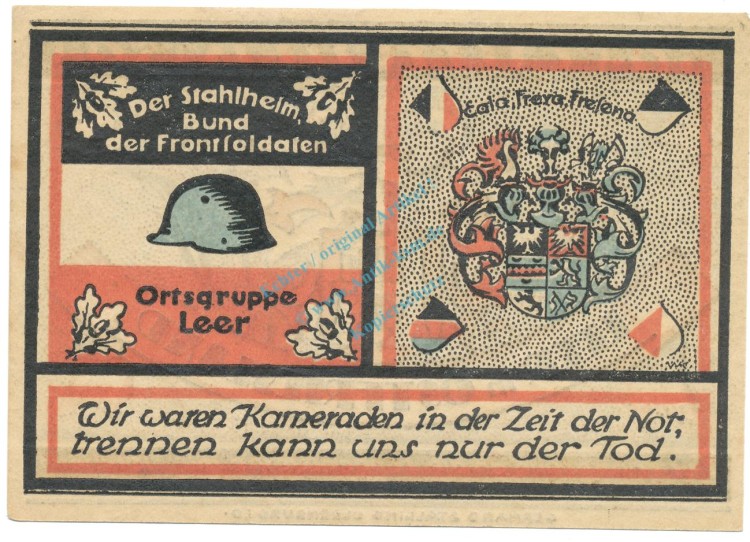 Der Stahlhelm,
Bund
der Frontsoldaten
Ortsgruppe
Leer
Eala Frera Fresena
Wir waren Kameraden in der Zeit der Not,
trennen kann uns nur der Tod.